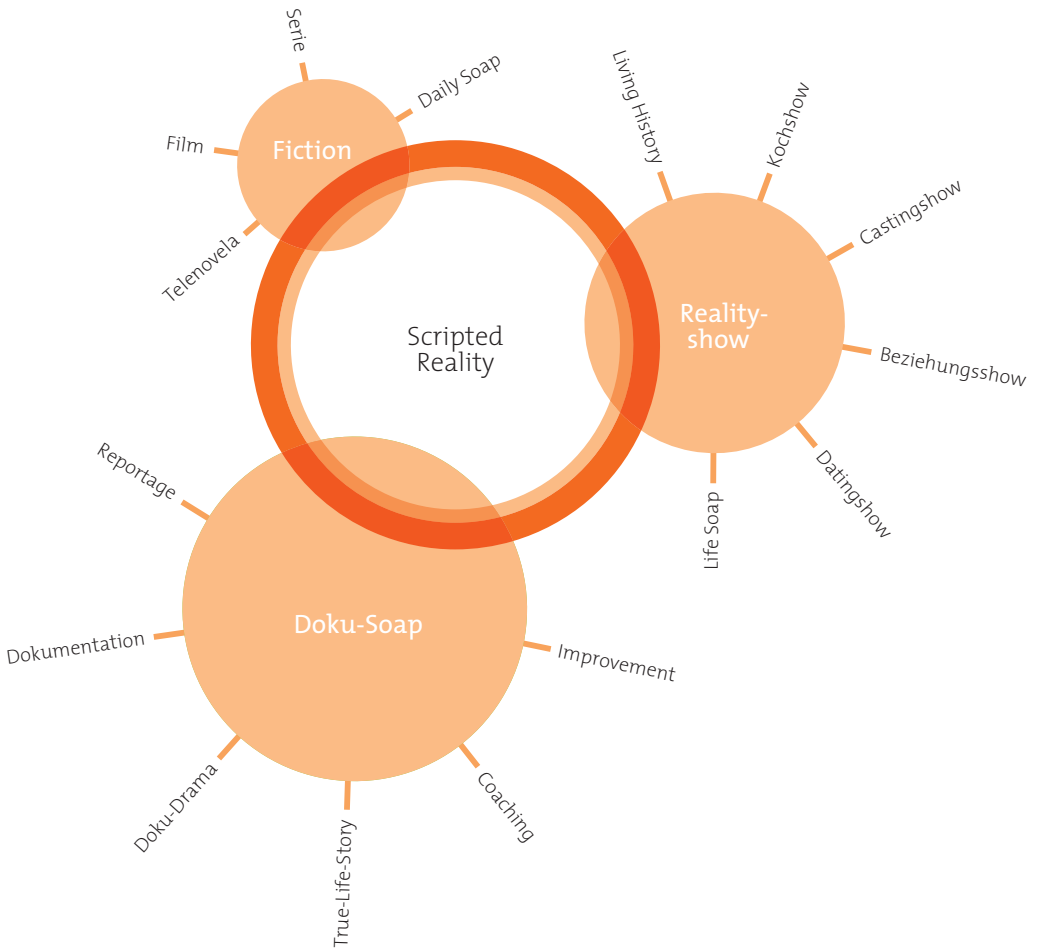 Serie
Daily Soap
Film
Fiction
Telenovela
Living History
Kochshow
Castingshow
Reality-
show
Beziehungsshow
Datingshow
Life Soap
Scripted
Reality
Reportage
Dokumentation
Doku-Soap
Improvement
Doku-Drama
True-Life-Story
Coaching